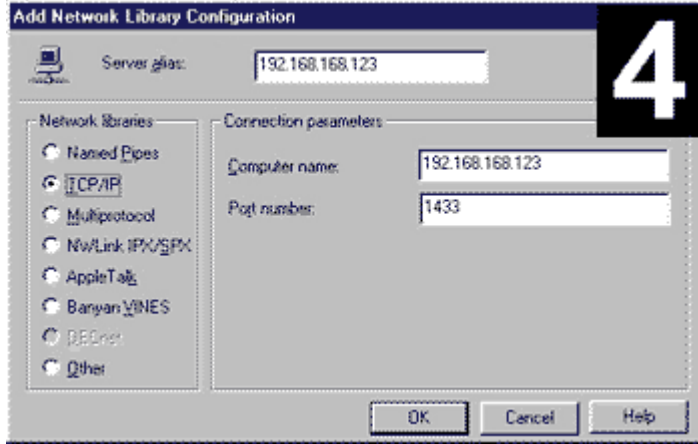 Add Network Library Configuration
4
Server alias:
192.168.168.123
Network libraries
Named Pipes
TCP/IP
Multiprotocol
NWLink IPX/SPX
AppleTalk
Banyan VINES
DECnet
Other
Connection parameters
Computer name:
192.168.168.123
Port number:
1433
OK
Cancel
Help